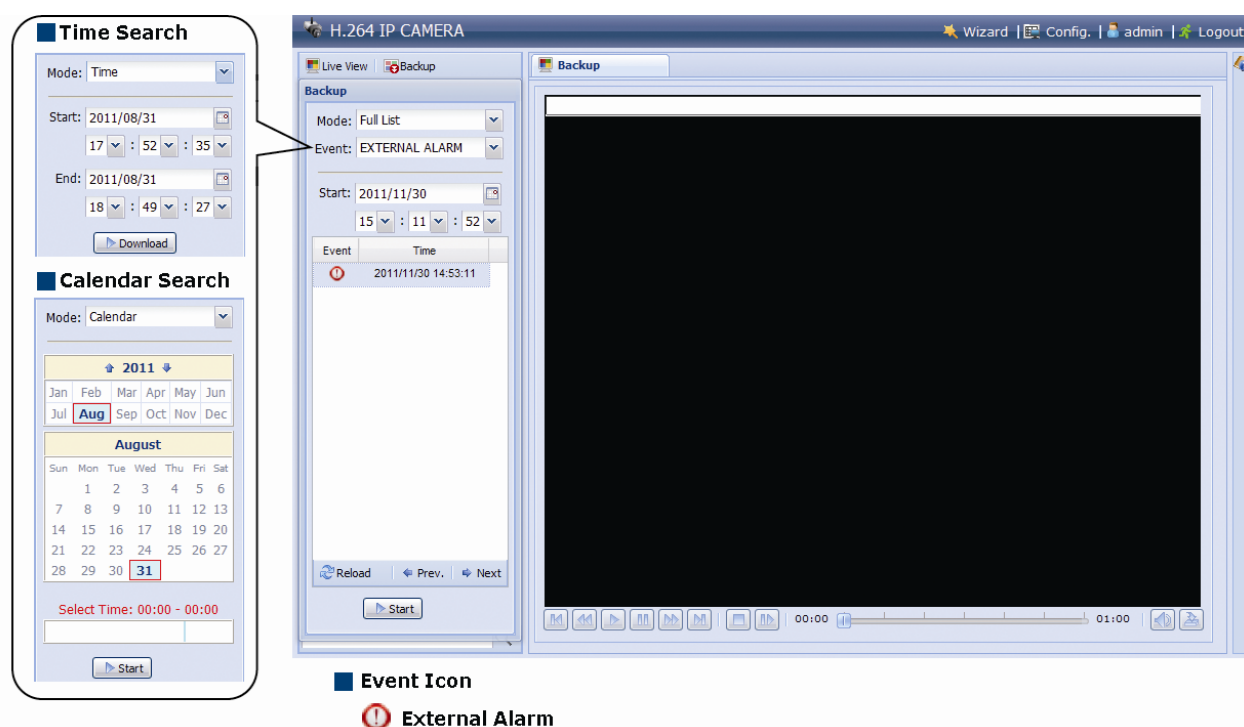 Time Search
Mode: Time
Start: 2011/08/31
17 : 52 : 35
End: 2011/08/31
18 : 49 : 27
Download
Calendar Search
Mode: Calendar
2011
Jan Feb Mar Apr May Jun
Jul Aug Sep Oct Nov Dec
August
Sun Mon Tue Wed Thu Fri Sat
1 2 3 4 5 6
7 8 9 10 11 12 13
14 15 16 17 18 19 20
21 22 23 24 25 26 27
28 29 30 31
Select Time: 00:00 - 00:00
Start
H.264 IP CAMERA
Wizard | Config. | admin | Logout
Live View Backup
Backup
Mode: Full List
Event: EXTERNAL ALARM
Start: 2011/11/30
15 : 11 : 52
Event Time
2011/11/30 14:53:11
Reload Prev. Next
Start
Backup
00:00 01:00
Event Icon
External Alarm